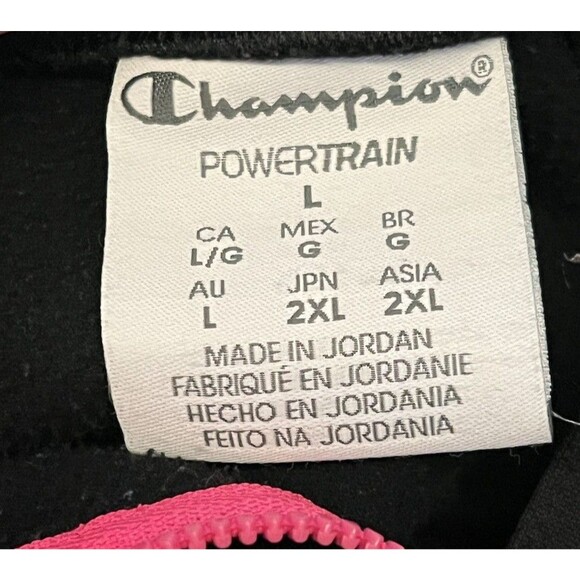 Champion®
POWERTRAIN
L
CA MEX BR
L/G G G
AU JPN ASIA
L 2XL 2XL
MADE IN JORDAN
FABRIQUÉ EN JORDANIE
HECHO EN JORDANIA
FEITO NA JORDANIA